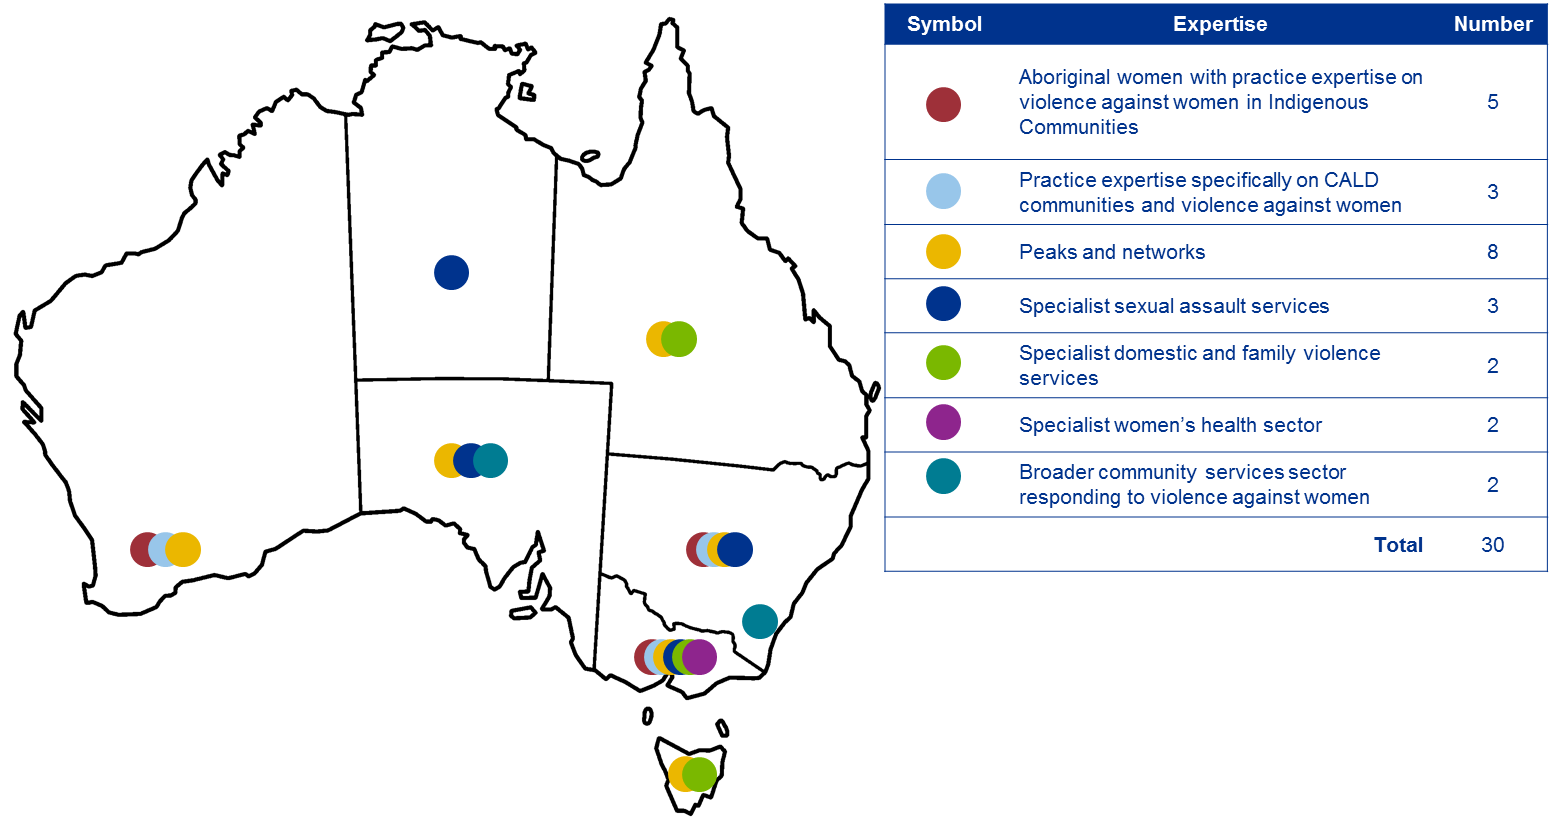 Symbol Expertise Number
Aboriginal women with practice expertise on
violence against women in Indigenous
Communities
5
Practice expertise specifically on CALD
communities and violence against women
3
Peaks and networks 8
Specialist sexual assault services 3
Specialist domestic and family violence
services
2
Specialist women’s health sector 2
Broader community services sector
responding to violence against women
2
Total 30